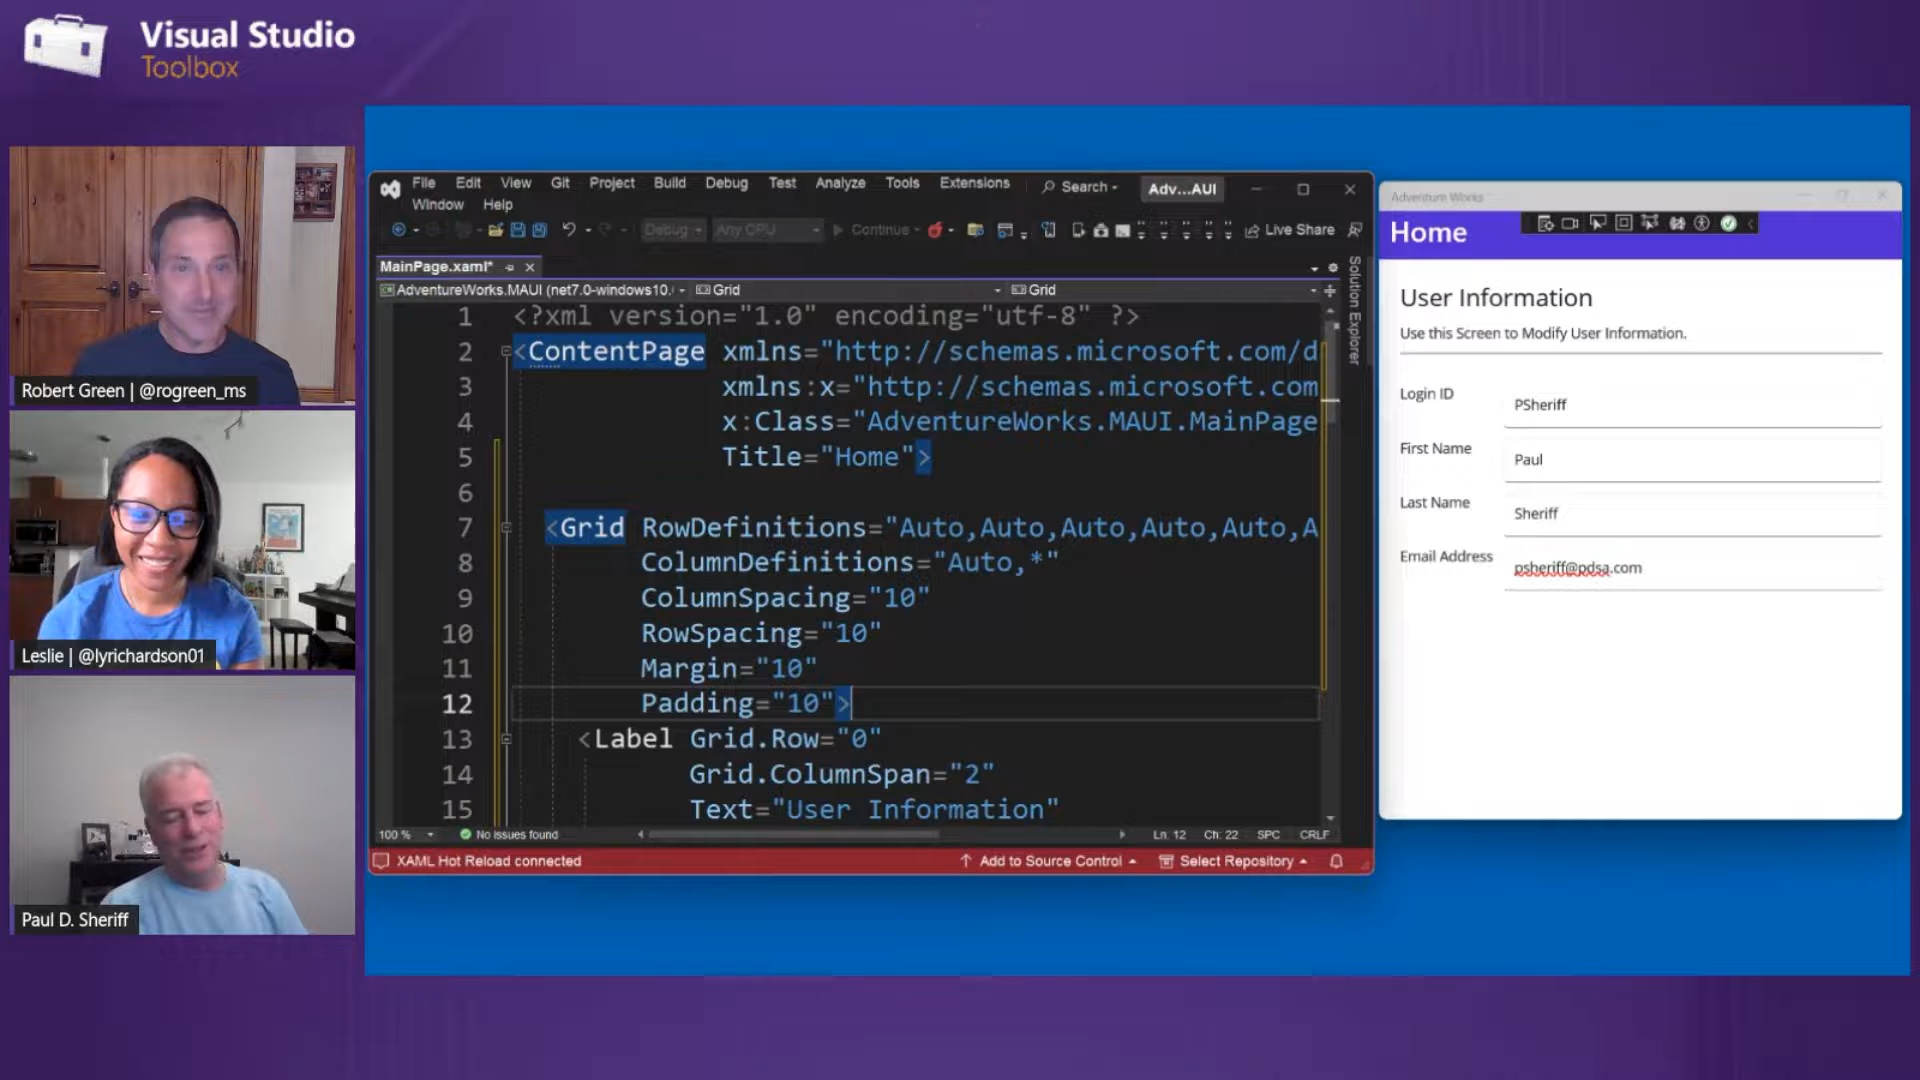 Visual Studio
Toolbox
Robert Green | @rogreen_ms
Leslie | @lyrichardson01
Paul D. Sheriff
File Edit View Git Project Build Debug Test Analyze Tools Extensions Search Adv...AUI
Window Help
Debug Any CPU Continue Live Share
MainPage.xaml*
AdventureWorks.MAUI (net7.0-windows10. Grid Grid
Solution Explorer
1 <?xml version="1.0" encoding="utf-8" ?>
2 <ContentPage xmlns="http://schemas.microsoft.com/d
3 xmlns:x="http://schemas.microsoft.com
4 x:Class="AdventureWorks.MAUI.MainPage
5 Title="Home">
6
7 <Grid RowDefinitions="Auto,Auto,Auto,Auto,Auto,A
8 ColumnDefinitions="Auto,*"
9 ColumnSpacing="10"
10 RowSpacing="10"
11 Margin="10"
12 Padding="10">
13 <Label Grid.Row="0"
14 Grid.ColumnSpan="2"
15 Text="User Information"
100 % No issues found Ln: 12 Ch: 22 SPC CRLF
XAML Hot Reload connected Add to Source Control Select Repository
Adventure Works
Home
User Information
Use this Screen to Modify User Information.
Login ID PSheriff
First Name Paul
Last Name Sheriff
Email Address psheriff@pdsa.com